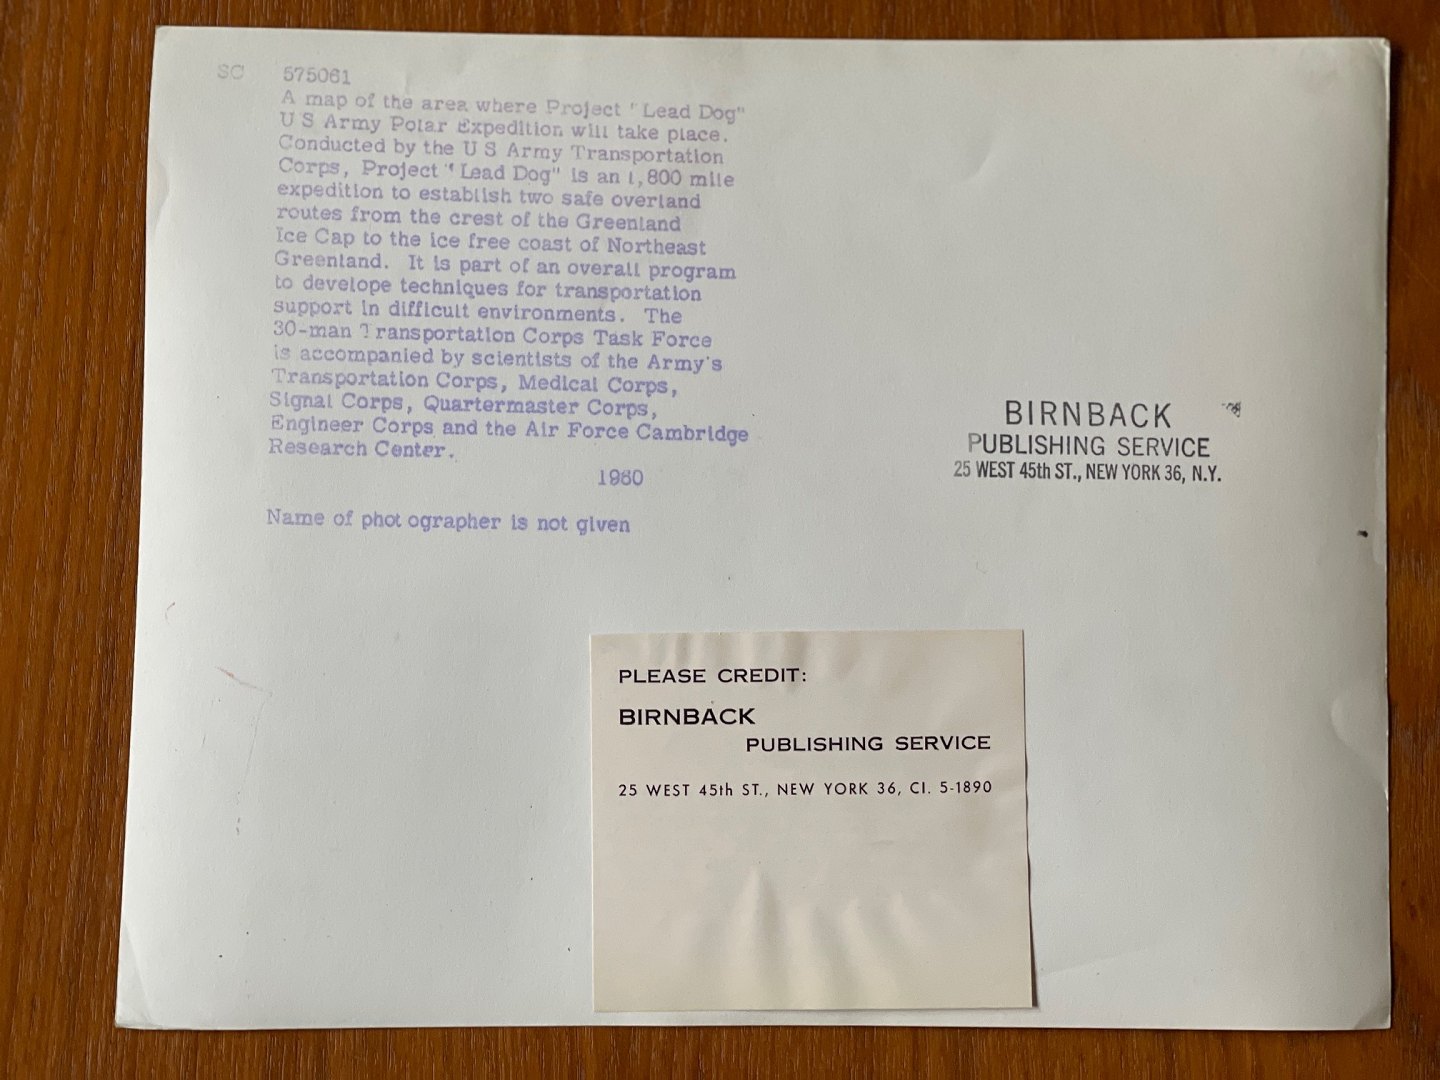 SC 575061
A map of the area where Project "Lead Dog"
U S Army Polar Expedition will take place.
Conducted by the U S Army Transportation
Corps, Project "Lead Dog" is an 1,800 mile
expedition to establish two safe overland
routes from the crest of the Greenland
Ice Cap to the ice free coast of Northeast
Greenland. It is part of an overall program
to develope techniques for transportation
support in difficult environments. The
30-man Transportation Corps Task Force
is accompanied by scientists of the Army's
Transportation Corps, Medical Corps,
Signal Corps, Quartermaster Corps,
Engineer Corps and the Air Force Cambridge
Research Center.
1960
Name of photographer is not given
BIRNBACK
PUBLISHING SERVICE
25 WEST 45th ST., NEW YORK 36, N.Y.
PLEASE CREDIT:
BIRNBACK
PUBLISHING SERVICE
25 WEST 45th ST., NEW YORK 36, CI. 5-1890